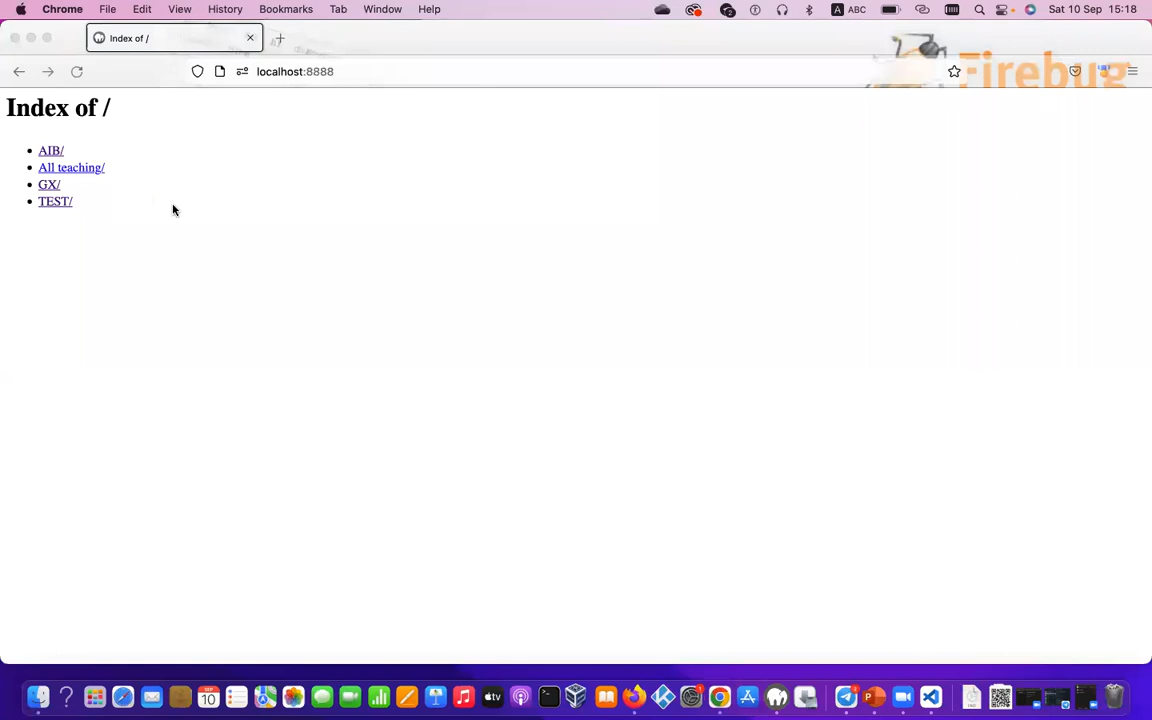 Chrome File Edit View History Bookmarks Tab Window Help 2 A ABC Sat 10 Sep 15:18
Index of /
Firebug
localhost:8888
Index of /
AIB/
All teaching/
GX/
TEST/